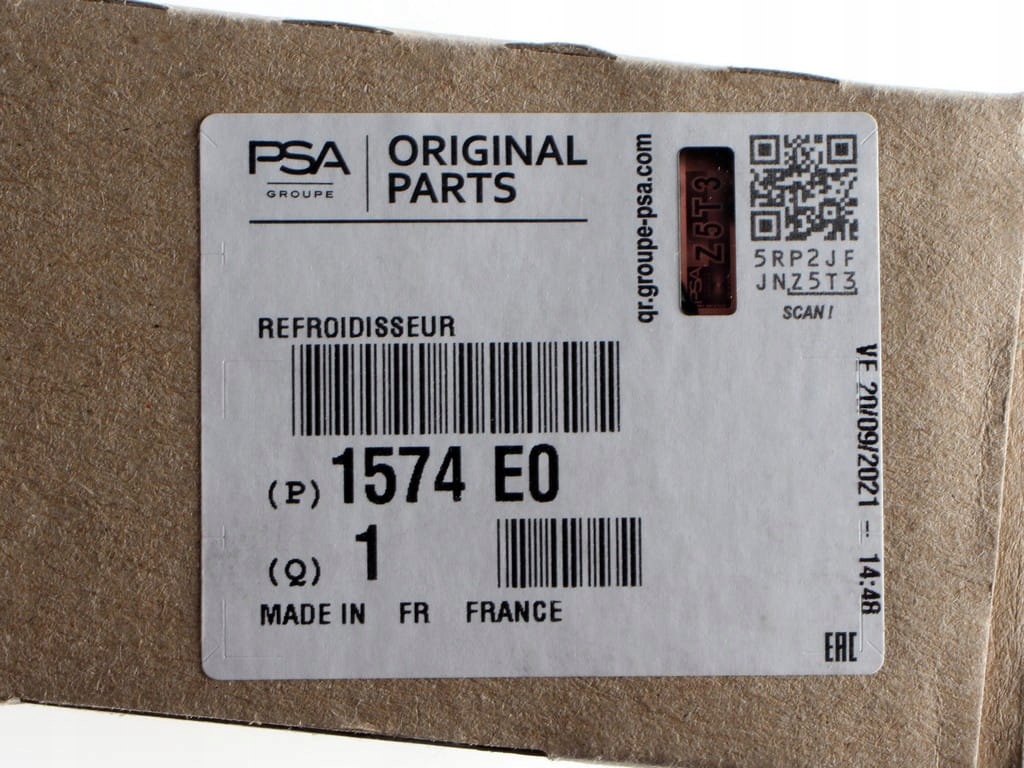 PSA
GROUPE
ORIGINAL
PARTS
qr.groupe-psa.com
PSA Z5T3
5RP2JF
JNZ5T3
SCAN!
REFROIDISSEUR
(P) 1574 E0
(Q) 1
MADE IN FR FRANCE
VF 20/09/2021 - 14:48
EAC